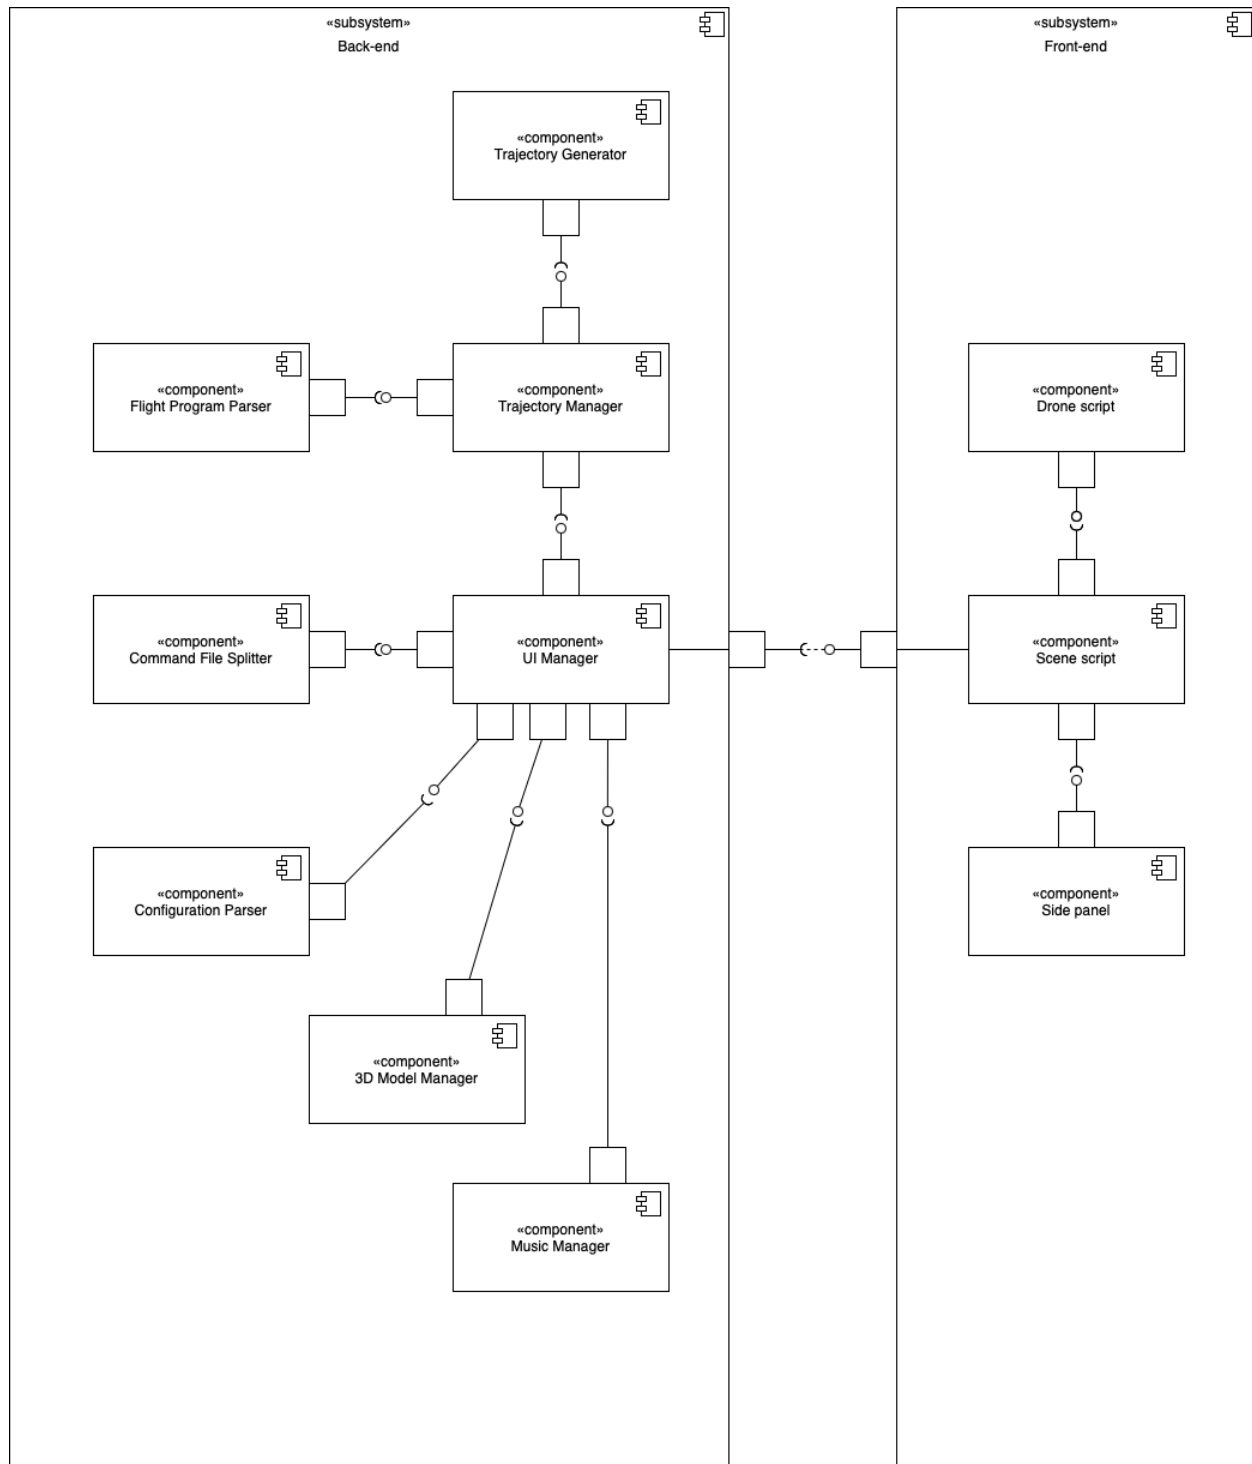 «subsystem»
Back-end
«subsystem»
Front-end
«component»
Trajectory Generator
«component»
Flight Program Parser
«component»
Trajectory Manager
«component»
Drone script
«component»
Command File Splitter
«component»
UI Manager
«component»
Scene script
«component»
Configuration Parser
«component»
Side panel
«component»
3D Model Manager
«component»
Music Manager